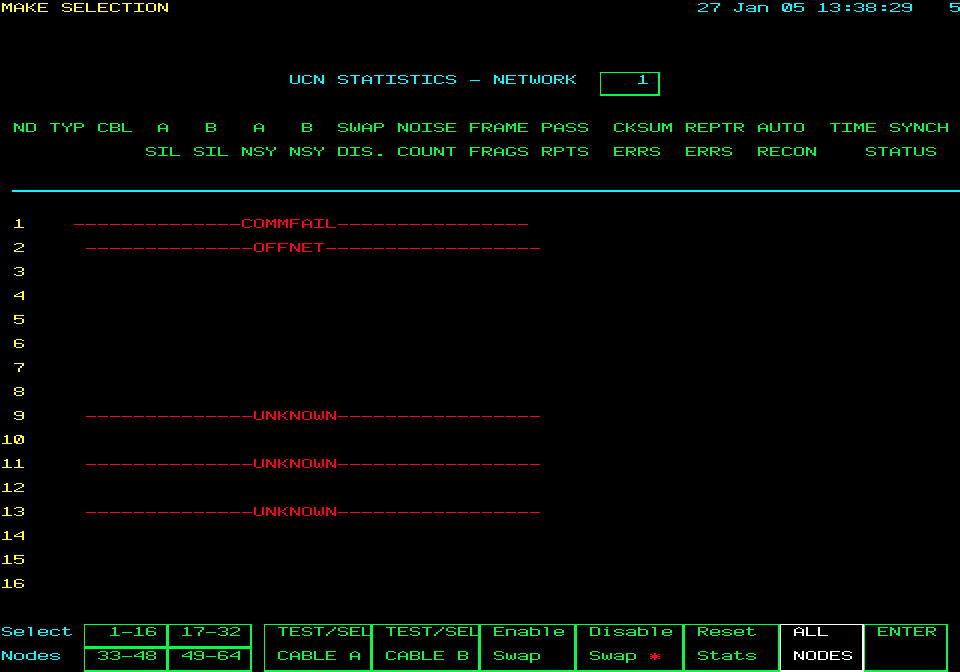 MAKE SELECTION 27 Jan 05 13:38:29 5
UCN STATISTICS - NETWORK 1
ND TYP CBL A B A B SWAP NOISE FRAME PASS CKSUM REPTR AUTO TIME SYNCH
SIL SIL NSY NSY DIS. COUNT FRAGS RPTS ERRS ERRS RECON STATUS
1 --------------COMMFAIL----------------
2 --------------OFFNET------------------
3
4
5
6
7
8
9 --------------UNKNOWN-----------------
10
11 --------------UNKNOWN-----------------
12
13 --------------UNKNOWN-----------------
14
15
16
Select 1-16 17-32 TEST/SEL TEST/SEL Enable Disable Reset ALL ENTER
Nodes 33-48 49-64 CABLE A CABLE B Swap Swap * Stats NODES